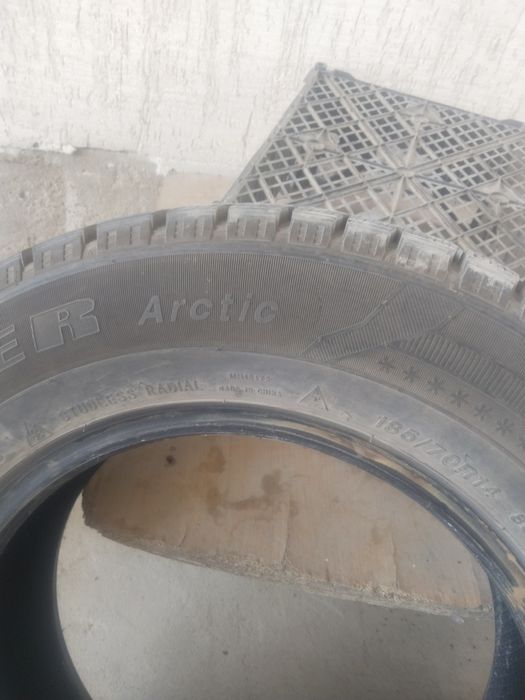 ER Arctic
STUDLESS RADIAL
MADE IN CHINA
185/70R14